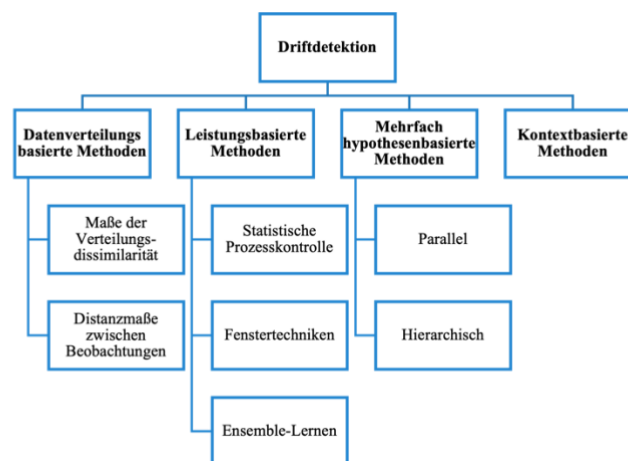 Driftdetektion
Datenverteilungs
basierte Methoden
Leistungsbasierte
Methoden
Mehrfach
hypothesenbasierte
Methoden
Kontextbasierte
Methoden
Maße der
Verteilungs-
dissimilarität
Statistische
Prozesskontrolle
Parallel
Distanzmaße
zwischen
Beobachtungen
Fenstertechniken
Hierarchisch
Ensemble-Lernen